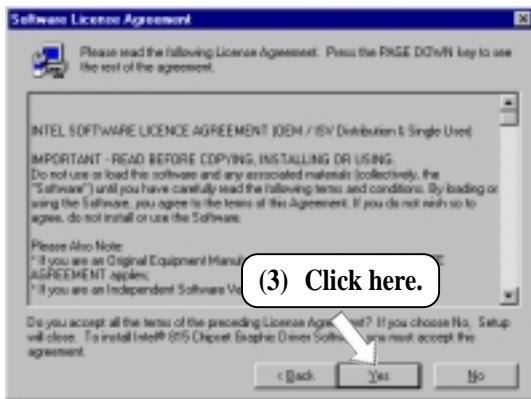 Software License Agreement
Please read the following License Agreement. Press the PAGE DOWN key to see
the rest of the agreement.
INTEL SOFTWARE LICENCE AGREEMENT (OEM / ISV Distribution & Single User)
IMPORTANT - READ BEFORE COPYING, INSTALLING OR USING.
Do not use or load this software and any associated materials (collectively, the
"Software") until you have carefully read the following terms and conditions. By loading or
using the Software, you agree to the terms of this Agreement. If you do not wish to so
agree, do not install or use the Software.
Please Also Note:
* If you are an Original Equipment
AGREEMENT applies;
* If you are an Independent Software
(3) Click here.
Do you accept all the terms of the preceding License Agreement? If you choose No, Setup
will close. To install Intel® 815 Chipset Graphic Driver Software, you must accept this
agreement.
< Back
Yes
No